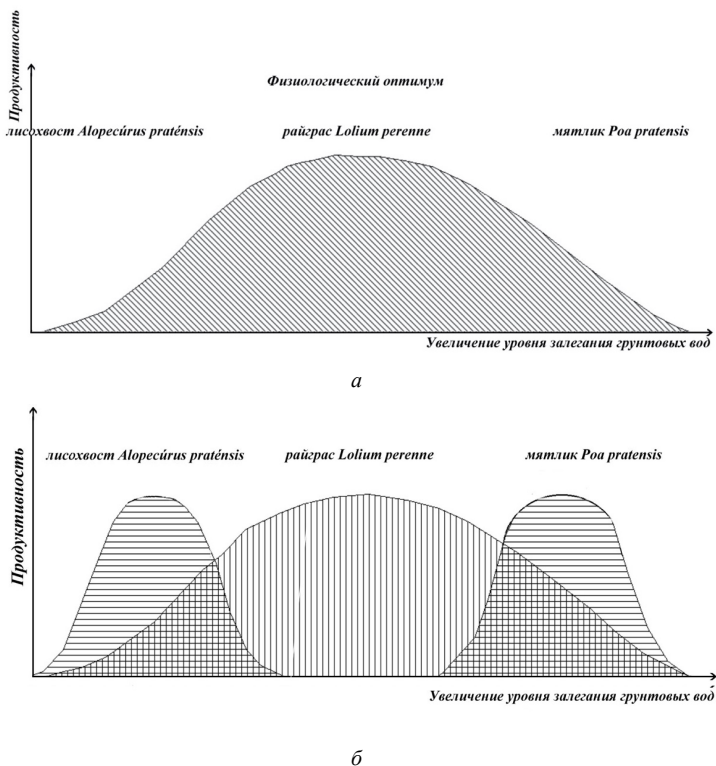 Продуктивность
Физиологический оптимум
лисохвост Alopecúrus praténsis
райграс Lolium perenne
мятлик Poa pratensis
Увеличение уровня залегания грунтовых вод
а
Продуктивность
лисохвост Alopecúrus praténsis
райграс Lolium perenne
мятлик Poa pratensis
Увеличение уровня залегания грунтовых вод
б